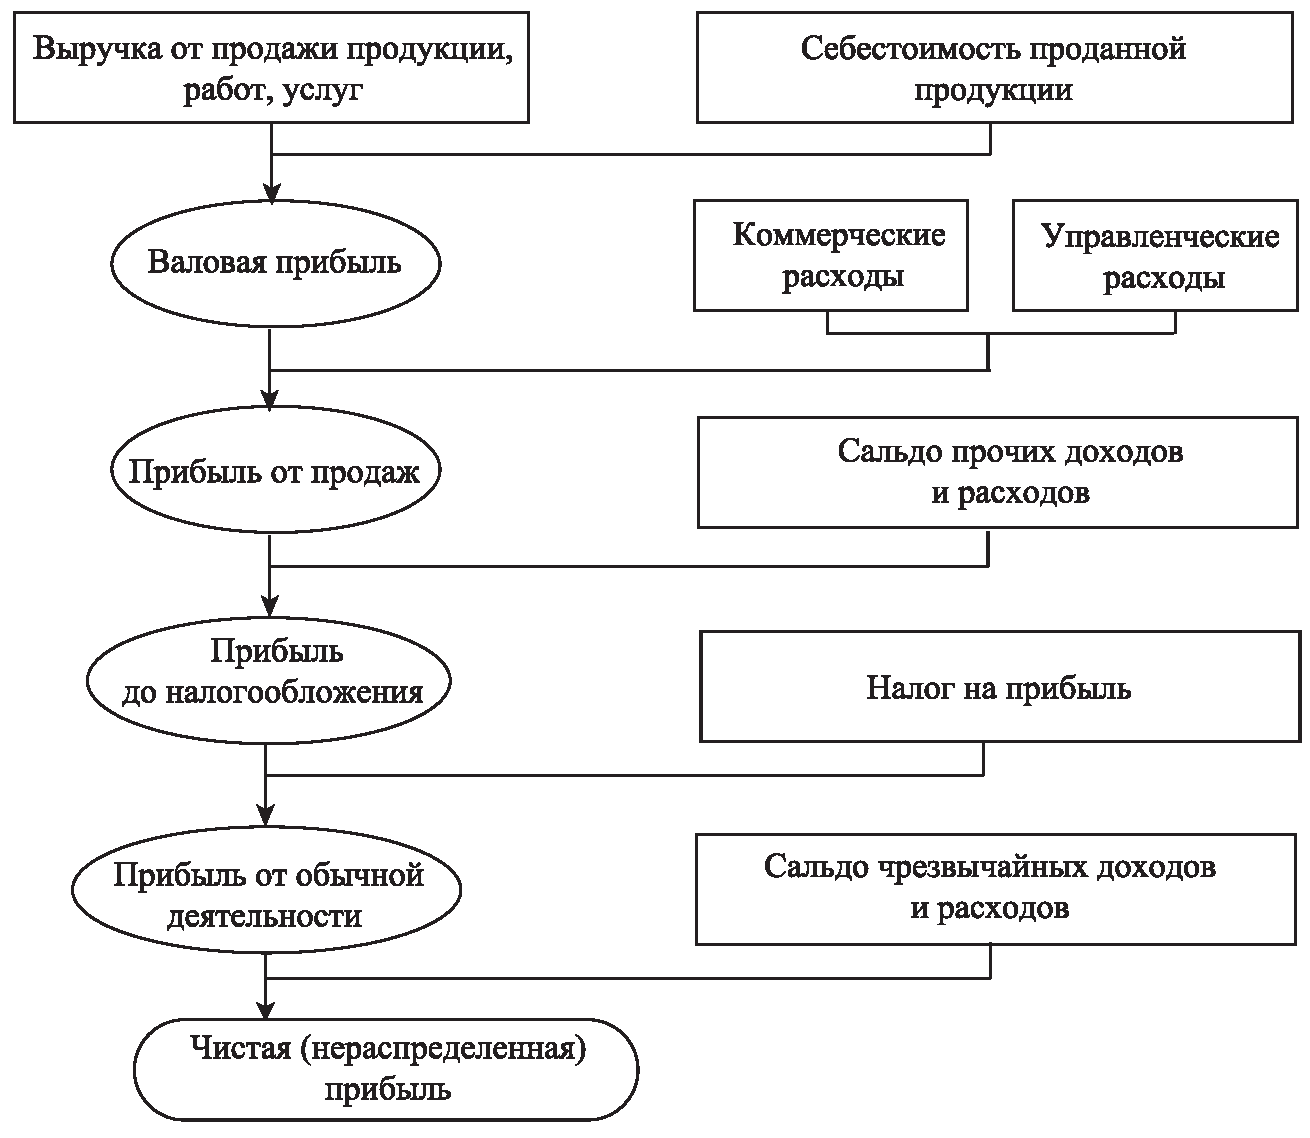 Выручка от продажи продукции,
работ, услуг
Себестоимость проданной
продукции
Валовая прибыль
Коммерческие
расходы
Управленческие
расходы
Прибыль от продаж
Сальдо прочих доходов
и расходов
Прибыль
до налогообложения
Налог на прибыль
Прибыль от обычной
деятельности
Сальдо чрезвычайных доходов
и расходов
Чистая (нераспределенная)
прибыль